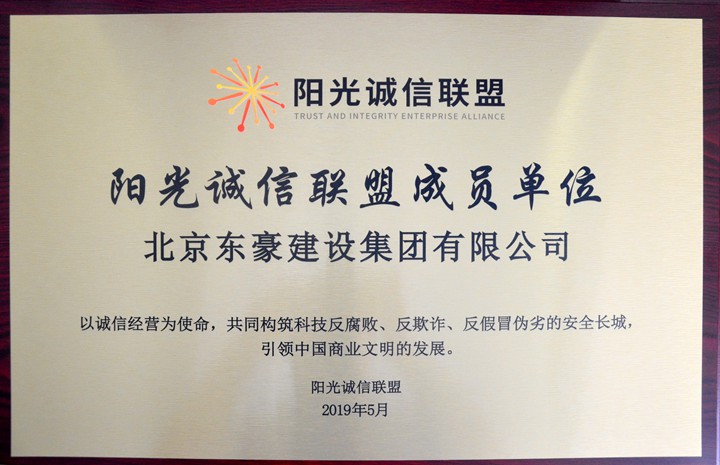 阳光诚信联盟
TRUST AND INTEGRITY ENTERPRISE ALLIANCE
阳光诚信联盟成员单位
北京东豪建设集团有限公司
以诚信经营为使命，共同构筑科技反腐败、反欺诈、反假冒伪劣的安全长城，
引领中国商业文明的发展。
阳光诚信联盟
2019年5月